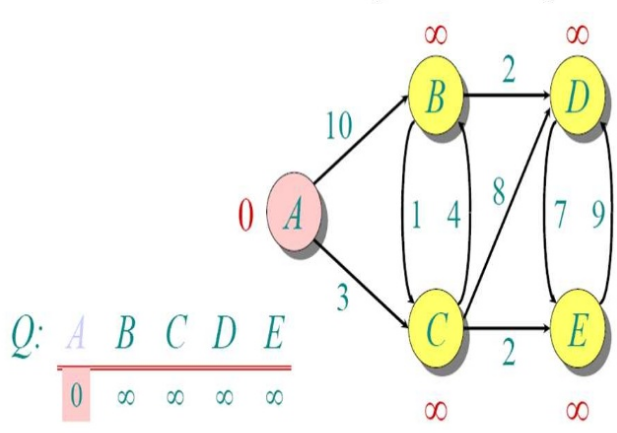 ∞ ∞
B 2 D
10
0 A 1 4 8 7 9
3
Q: A B C D E
C 2 E
0 ∞ ∞ ∞ ∞
∞ ∞